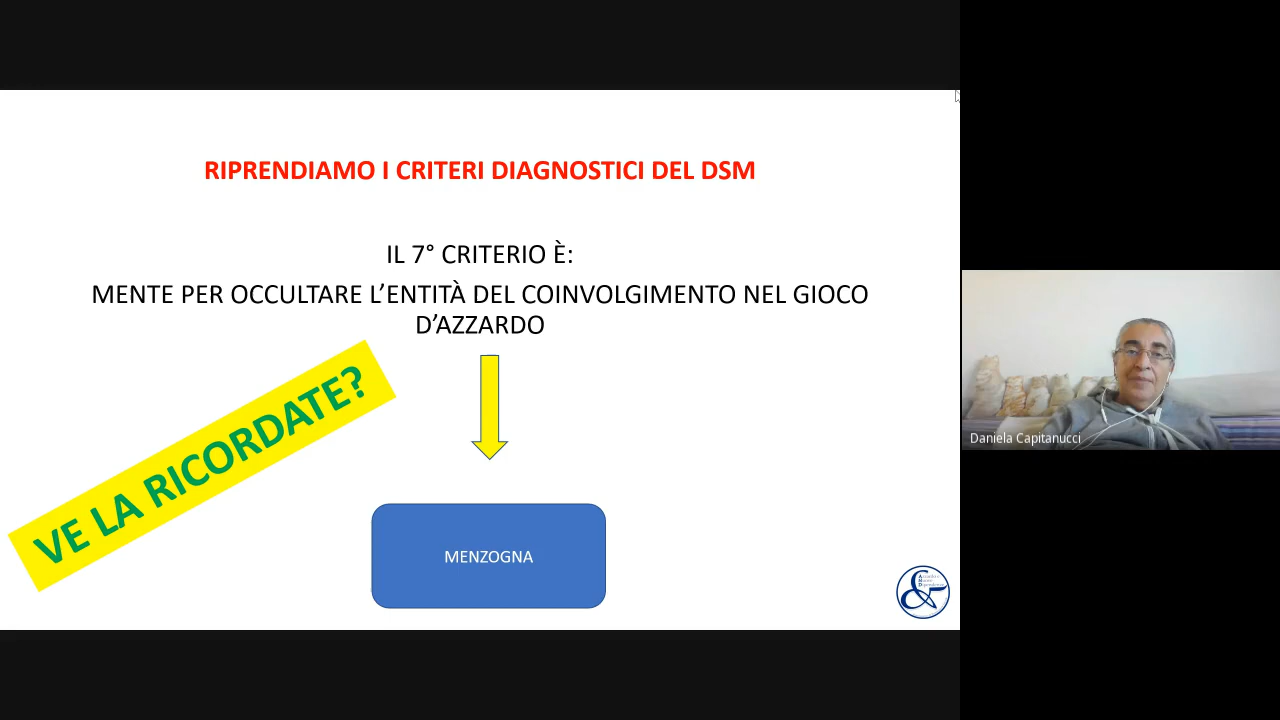 RIPRENDIAMO I CRITERI DIAGNOSTICI DEL DSM
IL 7° CRITERIO È:
MENTE PER OCCULTARE L’ENTITÀ DEL COINVOLGIMENTO NEL GIOCO
D’AZZARDO
VE LA RICORDATE?
MENZOGNA
Daniela Capitanucci